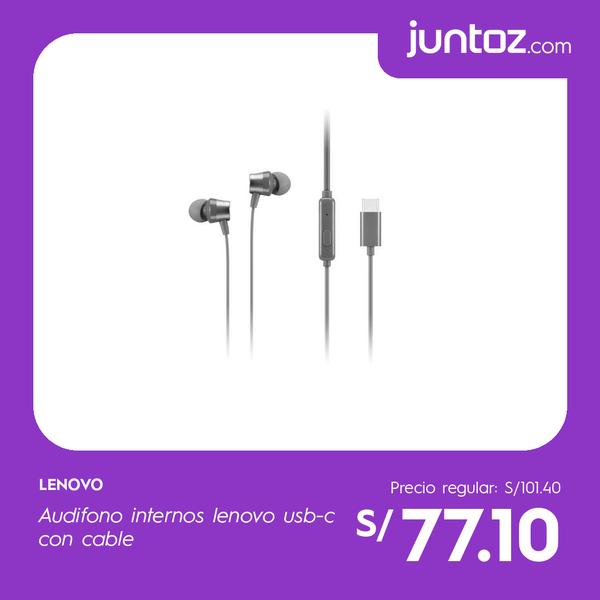 juntoz.com
LENOVO
Audifono internos lenovo usb-c
con cable
Precio regular: S/101.40
S/77.10